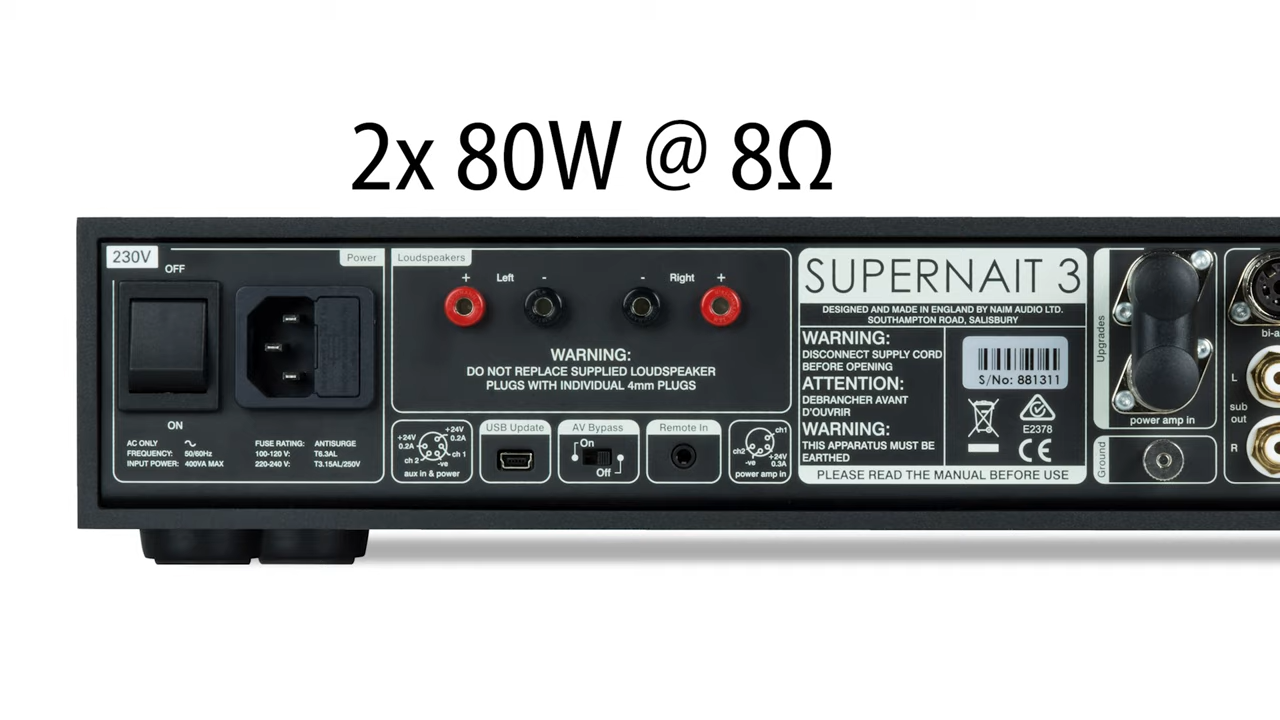 2x 80W @ 8Ω
230V
OFF
Power
ON
AC ONLY
FREQUENCY: 50/60Hz
INPUT POWER: 400VA MAX
FUSE RATING: ANTISURGE
100-120 V: T6.3AL
220-240 V: T3.15AL/250V
Loudspeakers
+ Left - - Right +
WARNING:
DO NOT REPLACE SUPPLIED LOUDSPEAKER
PLUGS WITH INDIVIDUAL 4mm PLUGS
+24V 0.2A
+24V 0.2A
ch 2
ch 1
-ve
aux in & power
USB Update
AV Bypass
On
Off
Remote In
ch1
ch2
-ve
+24V
0.3A
power amp in
SUPERNAIT 3
DESIGNED AND MADE IN ENGLAND BY NAIM AUDIO LTD.
SOUTHAMPTON ROAD, SALISBURY
WARNING:
DISCONNECT SUPPLY CORD
BEFORE OPENING
ATTENTION:
DEBRANCHER AVANT
D'OUVRIR
WARNING:
THIS APPARATUS MUST BE
EARTHED
S/No: 881311
E2378
CE
PLEASE READ THE MANUAL BEFORE USE
Upgrades
power amp in
Ground
bi-a
L
sub
out
R